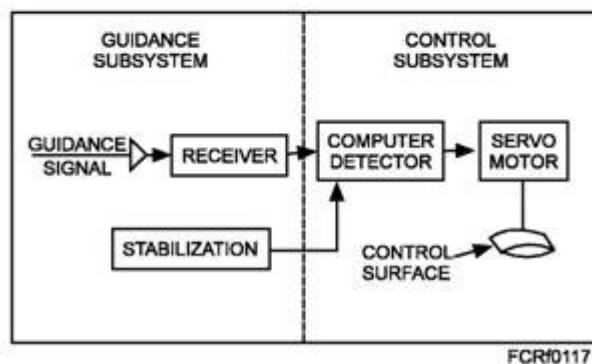 GUIDANCE
SUBSYSTEM
CONTROL
SUBSYSTEM
GUIDANCE
SIGNAL
RECEIVER
COMPUTER
DETECTOR
SERVO
MOTOR
STABILIZATION
CONTROL
SURFACE
FCRf0117